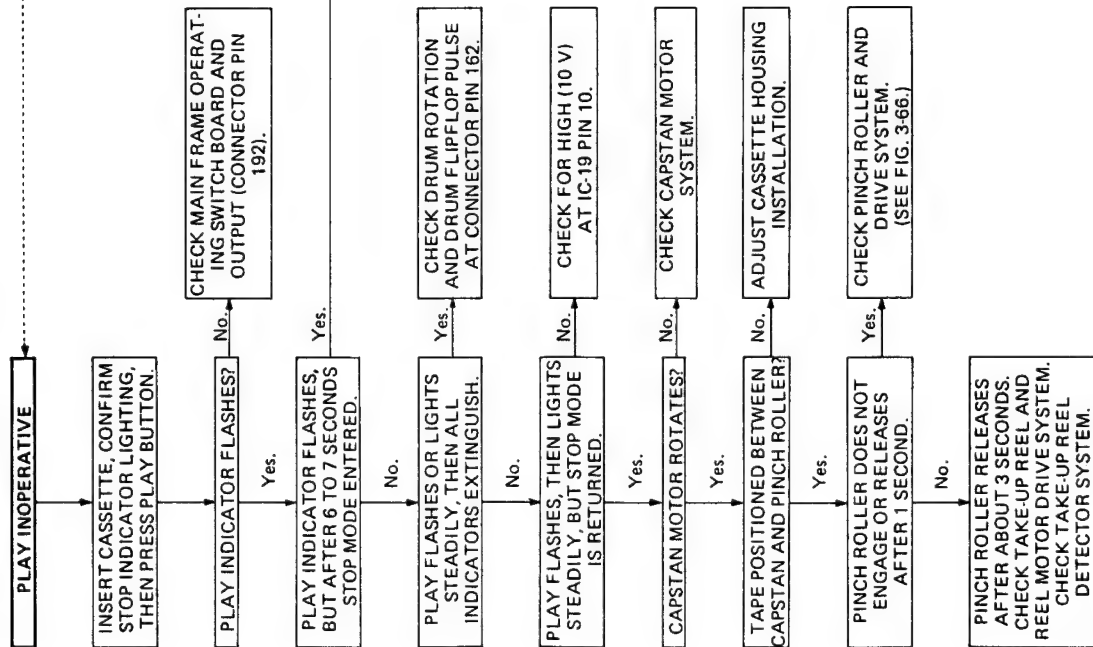 PLAY INOPERATIVE
INSERT CASSETTE, CONFIRM
STOP INDICATOR LIGHTING,
THEN PRESS PLAY BUTTON.
PLAY INDICATOR FLASHES?
No.
CHECK MAIN FRAME OPERAT-
ING SWITCH BOARD AND
OUTPUT (CONNECTOR PIN
192).
Yes.
PLAY INDICATOR FLASHES,
BUT AFTER 6 TO 7 SECONDS
STOP MODE ENTERED.
Yes.
No.
PLAY FLASHES OR LIGHTS
STEADILY, THEN ALL
INDICATORS EXTINGUISH.
Yes.
CHECK DRUM ROTATION
AND DRUM FLIPFLOP PULSE
AT CONNECTOR PIN 162.
No.
PLAY FLASHES, THEN LIGHTS
STEADILY, BUT STOP MODE
IS RETURNED.
No.
CHECK FOR HIGH (10 V)
AT IC-19 PIN 10.
Yes.
CAPSTAN MOTOR ROTATES?
No.
CHECK CAPSTAN MOTOR
SYSTEM.
Yes.
TAPE POSITIONED BETWEEN
CAPSTAN AND PINCH ROLLER?
No.
ADJUST CASSETTE HOUSING
INSTALLATION.
Yes.
PINCH ROLLER DOES NOT
ENGAGE OR RELEASES
AFTER 1 SECOND.
Yes.
CHECK PINCH ROLLER AND
DRIVE SYSTEM.
(SEE FIG. 3-66.)
No.
PINCH ROLLER RELEASES
AFTER ABOUT 3 SECONDS.
CHECK TAKE-UP REEL AND
REEL MOTOR DRIVE SYSTEM.
CHECK TAKE-UP REEL
DETECTOR SYSTEM.